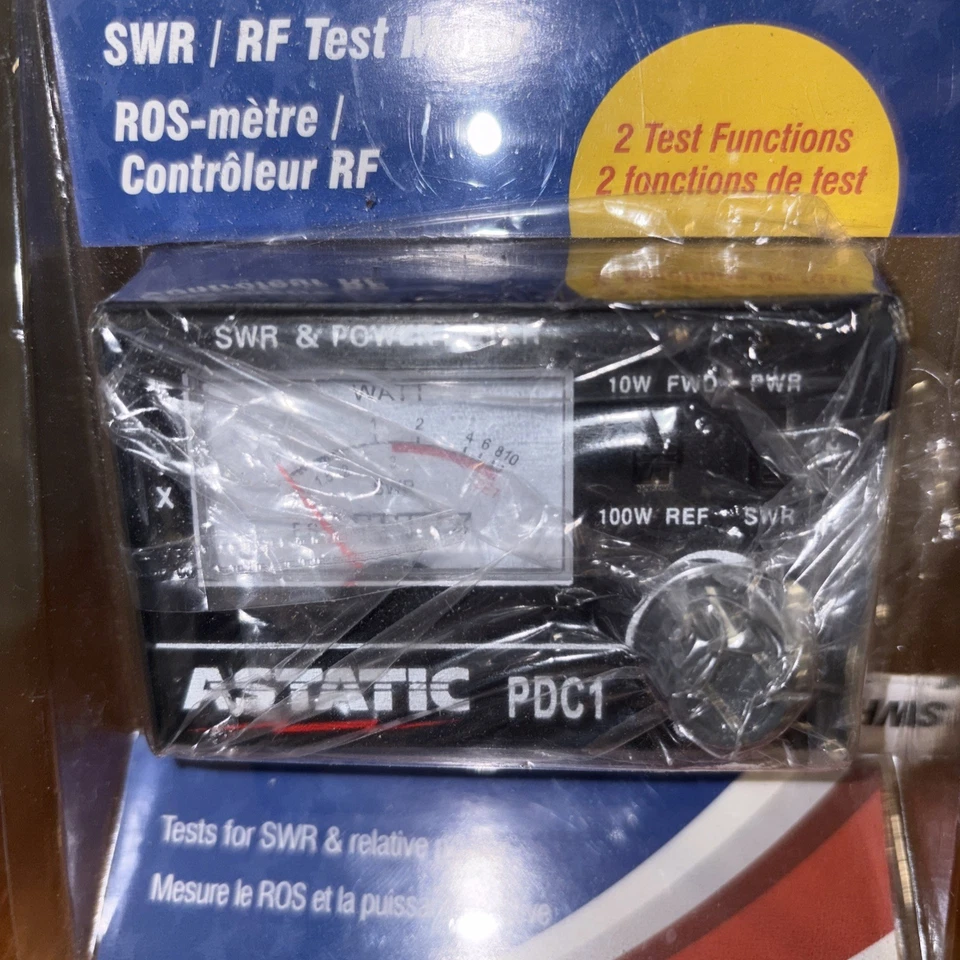 SWR / RF Test
ROS-mètre /
Contrôleur RF
2 Test Functions
2 fonctions de test
SWR & POWER
WATT
1 2 4 6 8 10
SWR
X
10W FWD PWR
100W REF SWR
ASTATIC PDC1
Tests for SWR & relative
Mesure le ROS et la